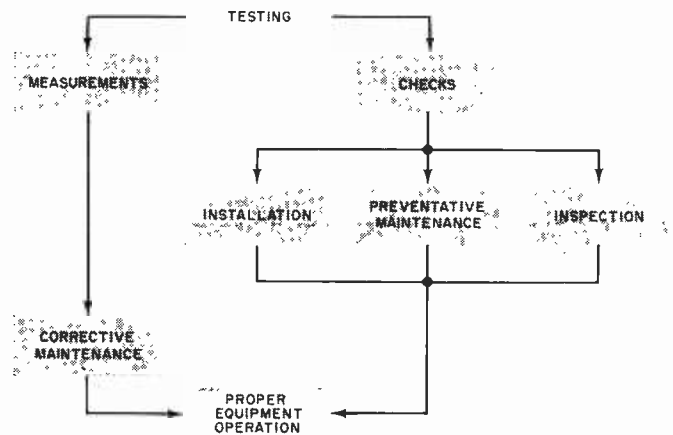 TESTING
MEASUREMENTS
CHECKS
INSTALLATION
PREVENTATIVE
MAINTENANCE
INSPECTION
CORRECTIVE
MAINTENANCE
PROPER
EQUIPMENT
OPERATION